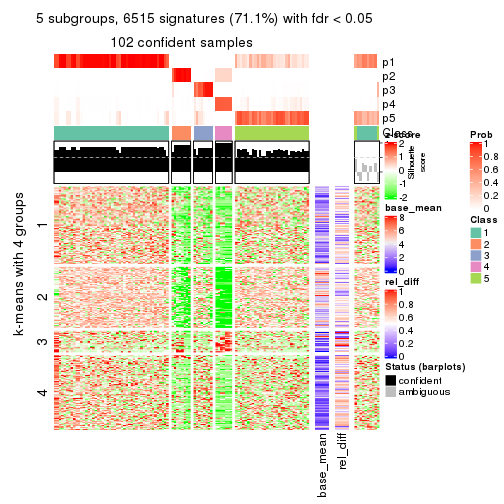 5 subgroups, 6515 signatures (71.1%) with fdr < 0.05
102 confident samples
p1
p2
p3
p4
p5
Class
k-means with 4 groups
1
2
3
4
z-score
2
1
0
-1
-2
Silhouette
score
base_mean
8
6
4
2
0
rel_diff
1
0.8
0.6
0.4
0.2
0
Status (barplots)
confident
ambiguous
Prob
1
0.8
0.6
0.4
0.2
0
Class
1
2
3
4
5
base_mean
rel_diff